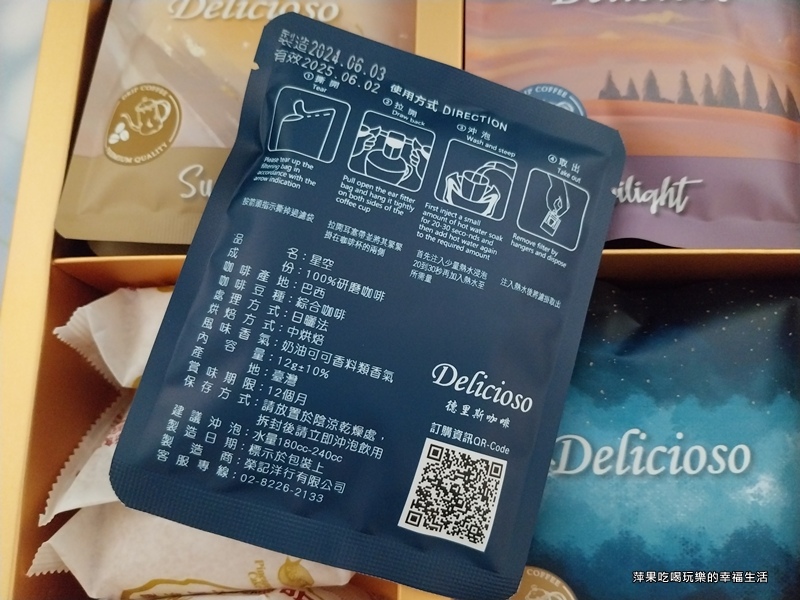 Delicioso
Delicioso
製造2024.06.03
有效2025.06.02
使用方式 DIRECTION
①撕開
Tear
②拉開
Draw back
③沖泡
Wash and steep
④取出
Take out
Please tear up the
filtering bag in
accordance with the
arrow indication
Pull open the ear fitter
bag and hang it tightly
on both sides of the
coffee cup
First inject a small
amount of hot water soak
for 20-30 seco-nds and
then add hot water again
to the required amount
Remove filter by
hangers and dispose
拉開耳塞帶並將其緊緊
掛在咖啡杯的兩側
首先注入少量熱水浸泡
20到30秒再加入熱水至
所需量
注入熱水後將濾掛取出
品名：星空
成份：100%研磨咖啡
咖啡產地：巴西
咖啡豆種：綜合咖啡
處理方式：日曬法
烘焙方式：中烘焙
風味香氣：奶油可可香料類香氣
內容量：12g±10%
產地：臺灣
賞味期限：12個月
保存方式：請放置於陰涼乾燥處，
拆封後請立即沖泡飲用
建議沖泡：水量180cc-240cc
製造日期：標示於包裝上
製造商：榮記洋行有限公司
客服專線：02-8226-2133
Delicioso
德里斯咖啡
訂購資訊QR-Code
DRIP COFFEE
PREMIUM QUALITY
Su
ilight
Delicioso
萍果吃喝玩樂的幸福生活